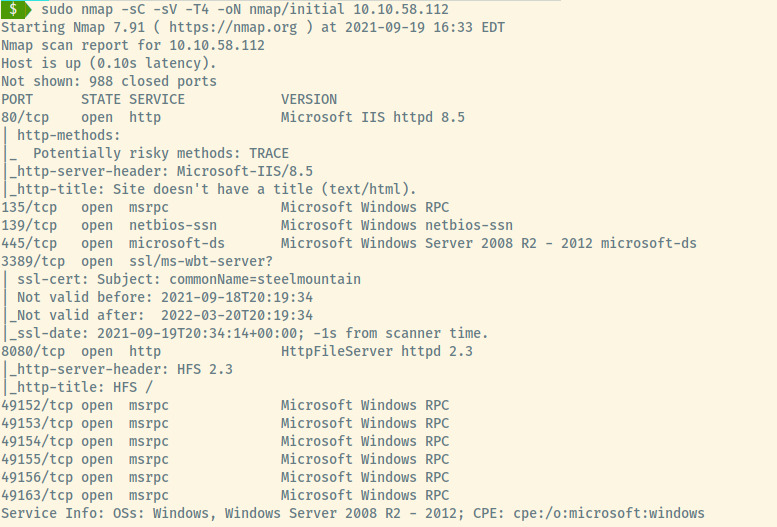 $ sudo nmap -sC -sV -T4 -oN nmap/initial 10.10.58.112
Starting Nmap 7.91 ( https://nmap.org ) at 2021-09-19 16:33 EDT
Nmap scan report for 10.10.58.112
Host is up (0.10s latency).
Not shown: 988 closed ports
PORT      STATE SERVICE            VERSION
80/tcp    open  http               Microsoft IIS httpd 8.5
| http-methods:
|_  Potentially risky methods: TRACE
|_http-server-header: Microsoft-IIS/8.5
|_http-title: Site doesn't have a title (text/html).
135/tcp   open  msrpc              Microsoft Windows RPC
139/tcp   open  netbios-ssn        Microsoft Windows netbios-ssn
445/tcp   open  microsoft-ds       Microsoft Windows Server 2008 R2 - 2012 microsoft-ds
3389/tcp  open  ssl/ms-wbt-server?
| ssl-cert: Subject: commonName=steelmountain
| Not valid before: 2021-09-18T20:19:34
|_Not valid after:  2022-03-20T20:19:34
|_ssl-date: 2021-09-19T20:34:14+00:00; -1s from scanner time.
8080/tcp  open  http               HttpFileServer httpd 2.3
|_http-server-header: HFS 2.3
|_http-title: HFS /
49152/tcp open  msrpc              Microsoft Windows RPC
49153/tcp open  msrpc              Microsoft Windows RPC
49154/tcp open  msrpc              Microsoft Windows RPC
49155/tcp open  msrpc              Microsoft Windows RPC
49156/tcp open  msrpc              Microsoft Windows RPC
49163/tcp open  msrpc              Microsoft Windows RPC
Service Info: OSs: Windows, Windows Server 2008 R2 - 2012; CPE: cpe:/o:microsoft:windows